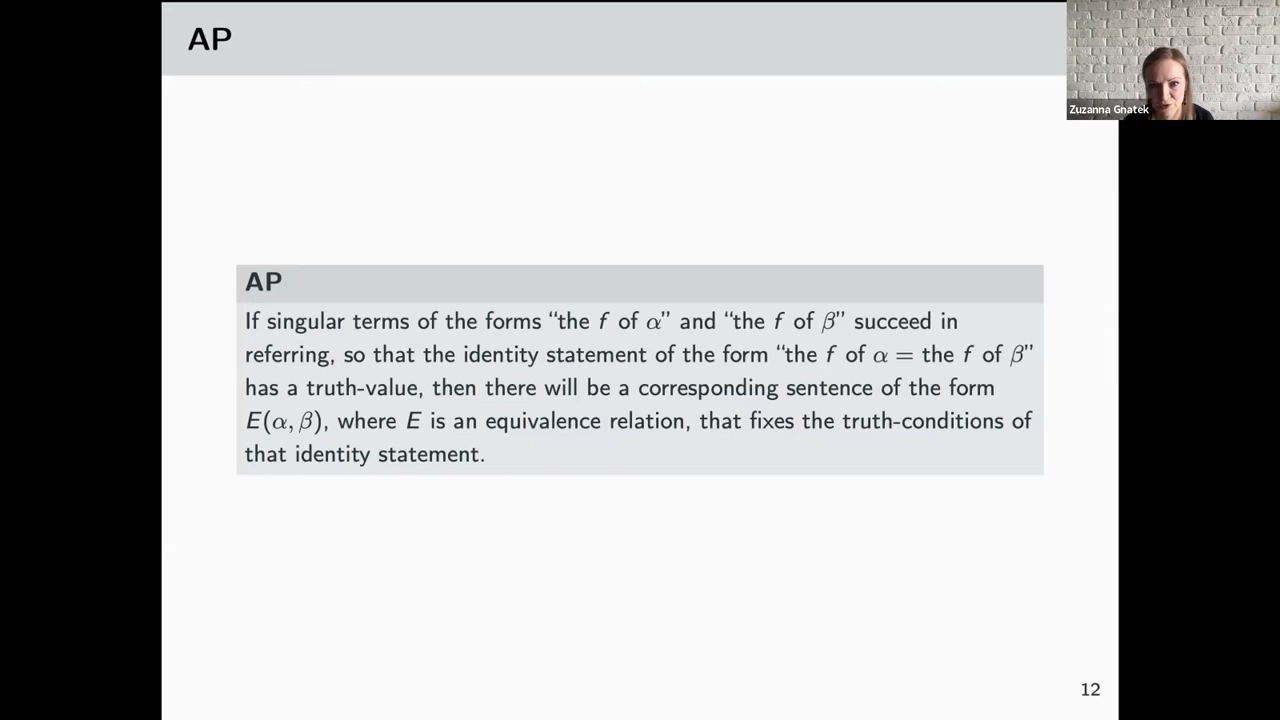 AP
Zuzanna Gnatek
AP
If singular terms of the forms “the f of α” and “the f of β” succeed in
referring, so that the identity statement of the form “the f of α = the f of β”
has a truth-value, then there will be a corresponding sentence of the form
E(α, β), where E is an equivalence relation, that fixes the truth-conditions of
that identity statement.
12